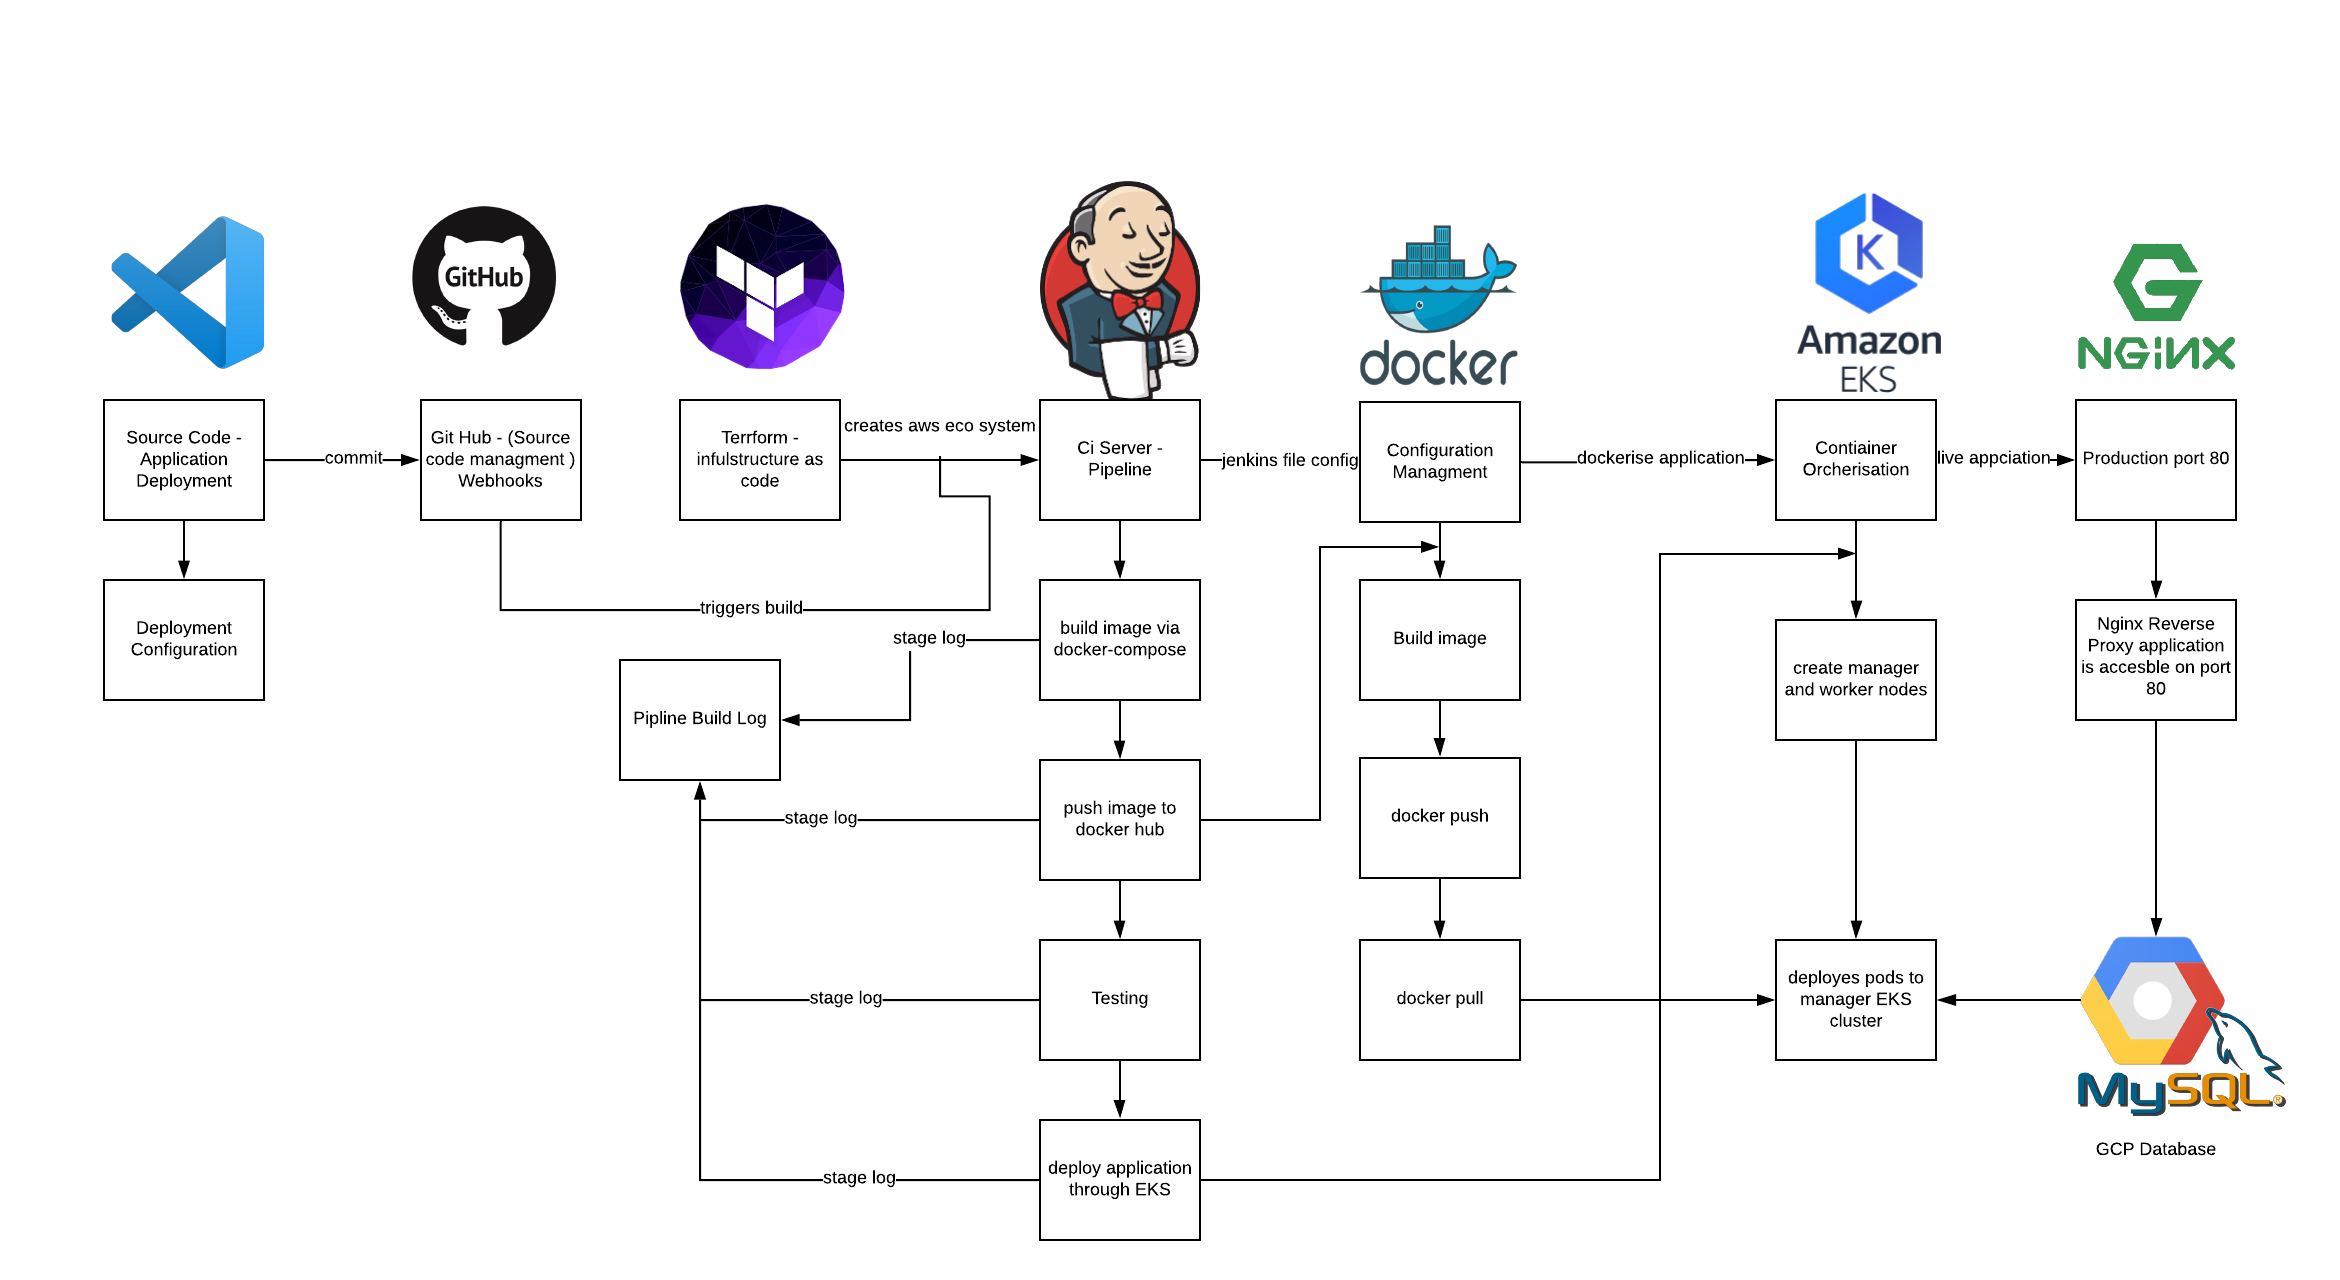 GitHub
docker
Amazon
EKS
NGINX
Source Code -
Application
Deployment
commit
Git Hub - (Source
code managment )
Webhooks
Terrform -
infulstructure as
code
creates aws eco system
Ci Server -
Pipeline
jenkins file config
Configuration
Managment
dockerise application
K
Contiainer
Orcherisation
live appciation
Production port 80
Deployment
Configuration
triggers build
stage log
build image via
docker-compose
Build image
create manager
and worker nodes
Nginx Reverse
Proxy application
is accesble on port
80
Pipline Build Log
stage log
push image to
docker hub
docker push
stage log
Testing
docker pull
deployes pods to
manager EKS
cluster
MySQL®
GCP Database
stage log
deploy application
through EKS